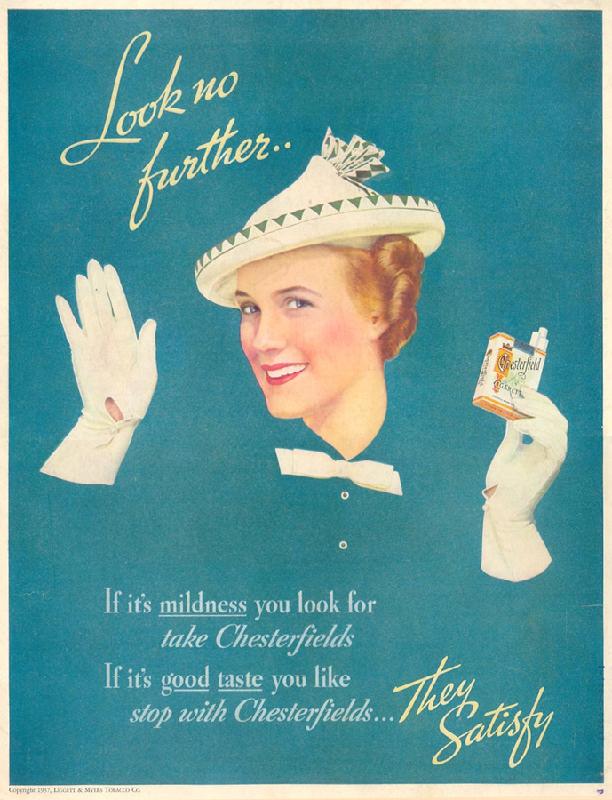 Look no
further..
Chesterfield
If it's mildness you look for
take Chesterfields
If it's good taste you like
stop with Chesterfields...They
Satisfy
Copyright 1937, LIGGETT & MYERS TOBACCO CO.